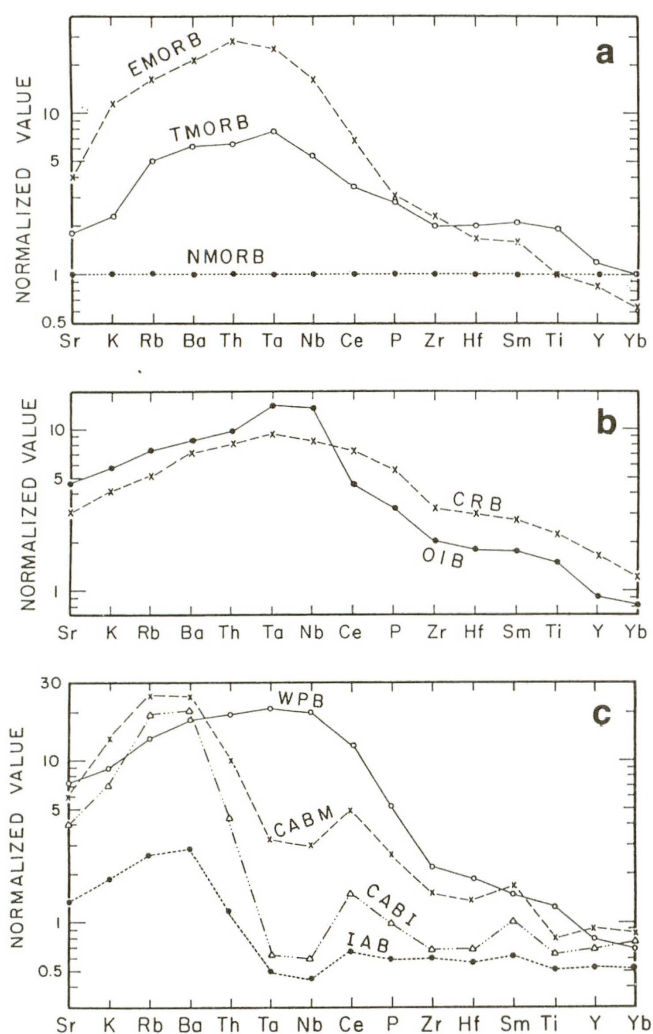 a
NORMALIZED VALUE
10
5
1
0.5
EMORB
TMORB
NMORB
Sr K Rb Ba Th Ta Nb Ce P Zr Hf Sm Ti Y Yb
b
NORMALIZED VALUE
10
5
1
CRB
OIB
Sr K Rb Ba Th Ta Nb Ce P Zr Hf Sm Ti Y Yb
c
NORMALIZED VALUE
30
10
5
1
0.5
WPB
CABM
CABI
IAB
Sr K Rb Ba Th Ta Nb Ce P Zr Hf Sm Ti Y Yb